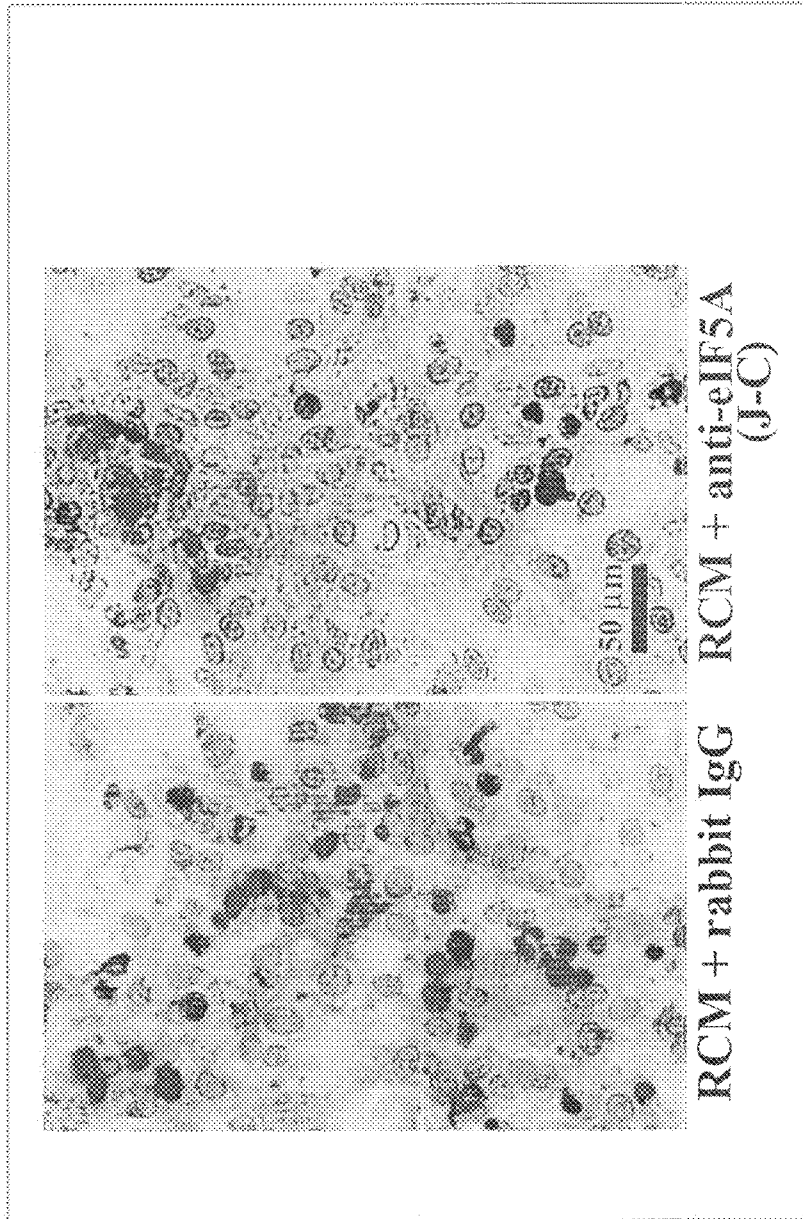 RCM + rabbit IgG
RCM + anti-eIF5A
(J-C)
50 μm